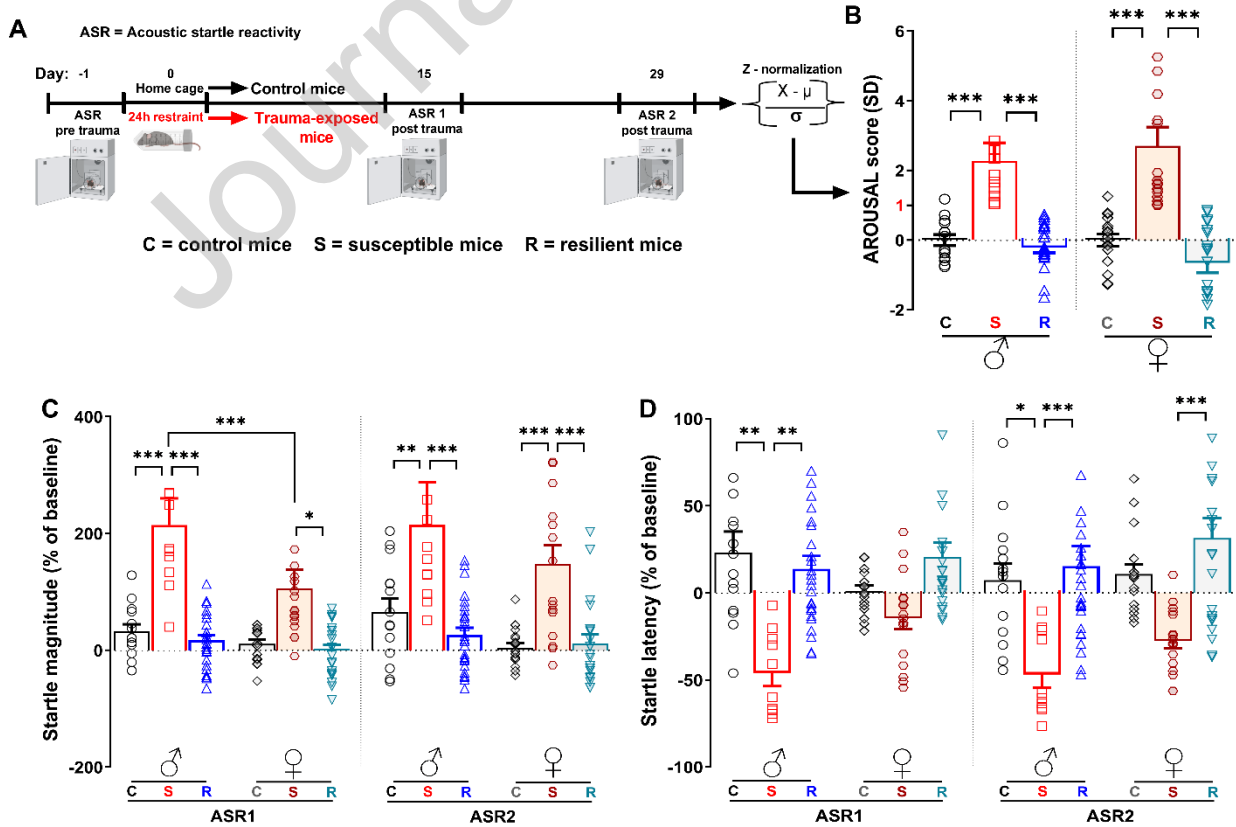 A
ASR = Acoustic startle reactivity
Day: -1 0 15 29
Home cage Control mice
24h restraint Trauma-exposed
mice
ASR
pre trauma
ASR 1
post trauma
ASR 2
post trauma
Z - normalization
X - μ
σ
C = control mice S = susceptible mice R = resilient mice
Journa
B
AROUSAL score (SD)
6
4
2
1
0
-2
*** *** *** ***
C S R C S R
♂ ♀
C
Startle magnitude (% of baseline)
400
200
0
-200
***
*** *** * ** *** *** ***
♂ ♀ ♂ ♀
C S R C S R C S R C S R
ASR1 ASR2
D
Startle latency (% of baseline)
100
50
0
-50
-100
** ** * *** ***
♂ ♀ ♂ ♀
C S R C S R C S R C S R
ASR1 ASR2